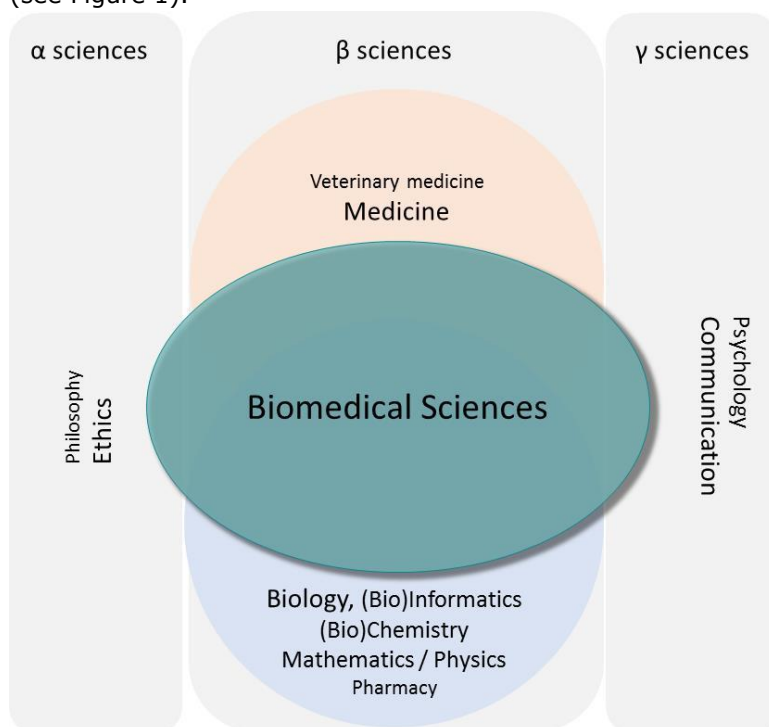 (see Figure 1).
α sciences
β sciences
γ sciences
Veterinary medicine
Medicine
Philosophy
Ethics
Biomedical Sciences
Psychology
Communication
Biology, (Bio)Informatics
(Bio)Chemistry
Mathematics / Physics
Pharmacy